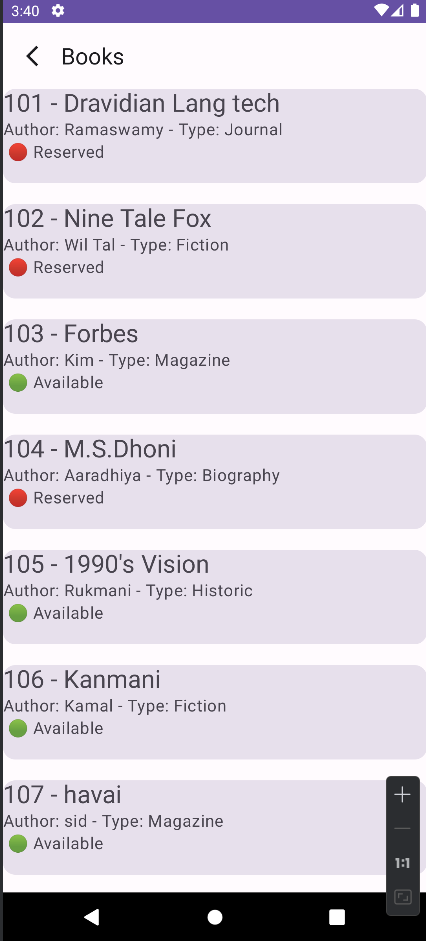 3:40
Books
101 - Dravidian Lang tech
Author: Ramaswamy - Type: Journal
Reserved
102 - Nine Tale Fox
Author: Wil Tal - Type: Fiction
Reserved
103 - Forbes
Author: Kim - Type: Magazine
Available
104 - M.S.Dhoni
Author: Aaradhiya - Type: Biography
Reserved
105 - 1990's Vision
Author: Rukmani - Type: Historic
Available
106 - Kanmani
Author: Kamal - Type: Fiction
Available
107 - havai
Author: sid - Type: Magazine
Available
1:1